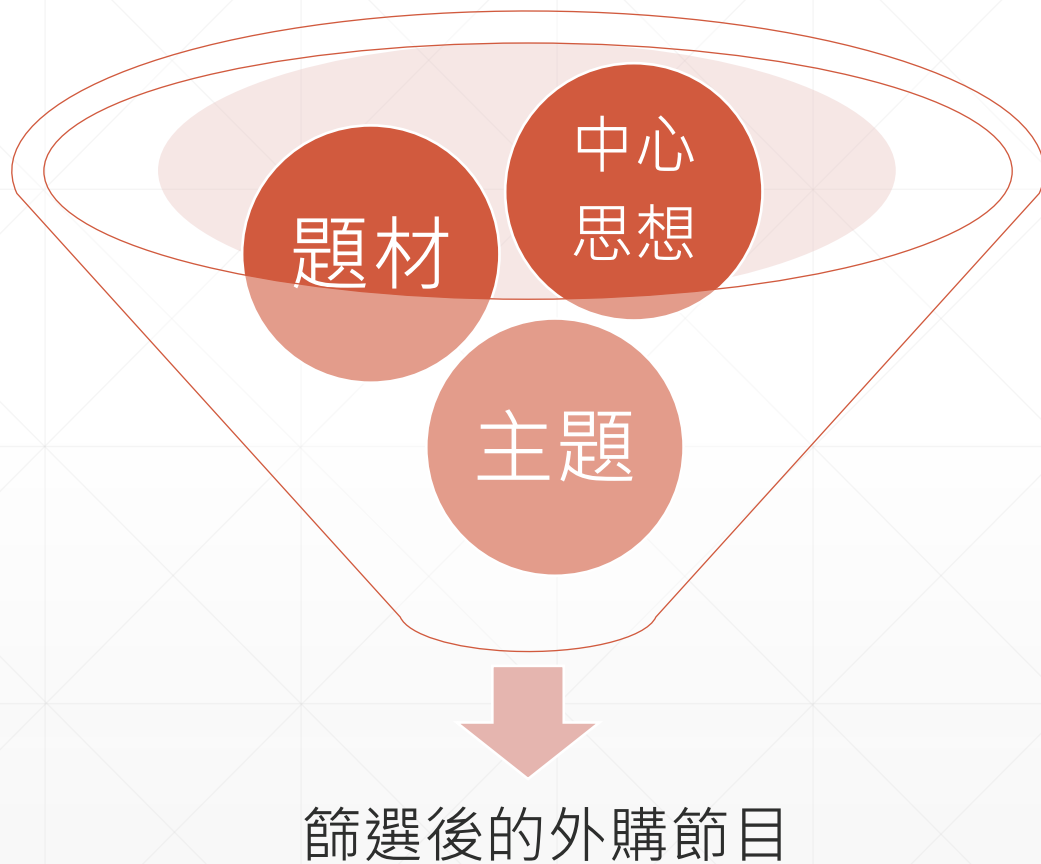 中心
思想
題材
主題
篩選後的外購節目